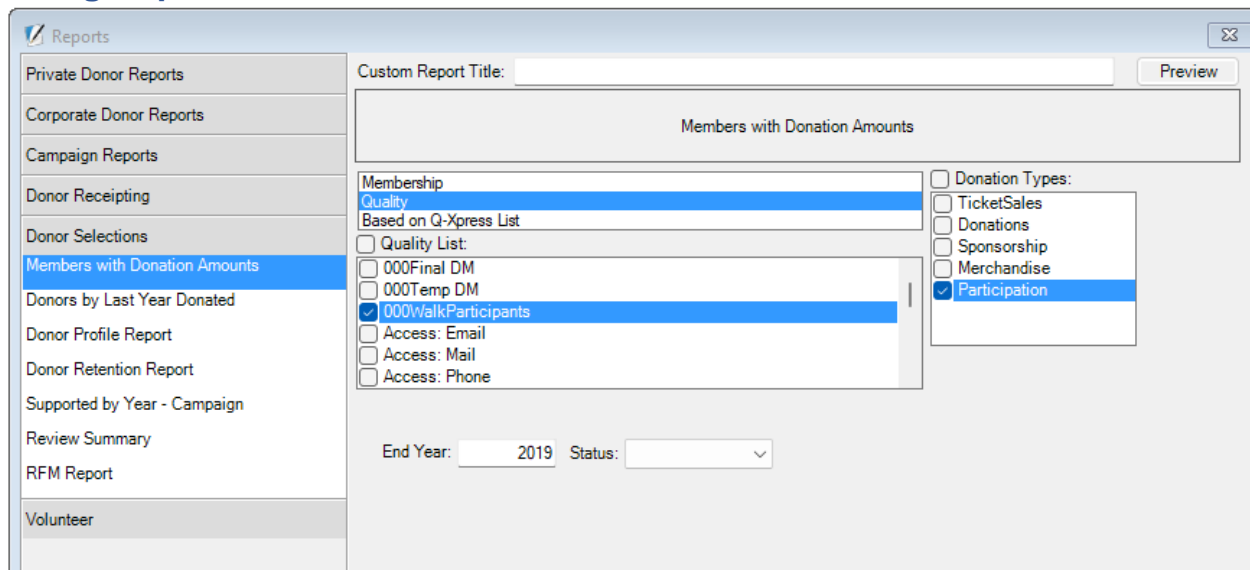 Reports
Private Donor Reports
Corporate Donor Reports
Campaign Reports
Donor Receipting
Donor Selections
Members with Donation Amounts
Donors by Last Year Donated
Donor Profile Report
Donor Retention Report
Supported by Year - Campaign
Review Summary
RFM Report
Volunteer
Custom Report Title:
Preview
Members with Donation Amounts
Membership
Quality
Based on Q-Xpress List
Quality List:
000Final DM
000Temp DM
000WalkParticipants
Access: Email
Access: Mail
Access: Phone
Donation Types:
TicketSales
Donations
Sponsorship
Merchandise
Participation
End Year: 2019 Status: